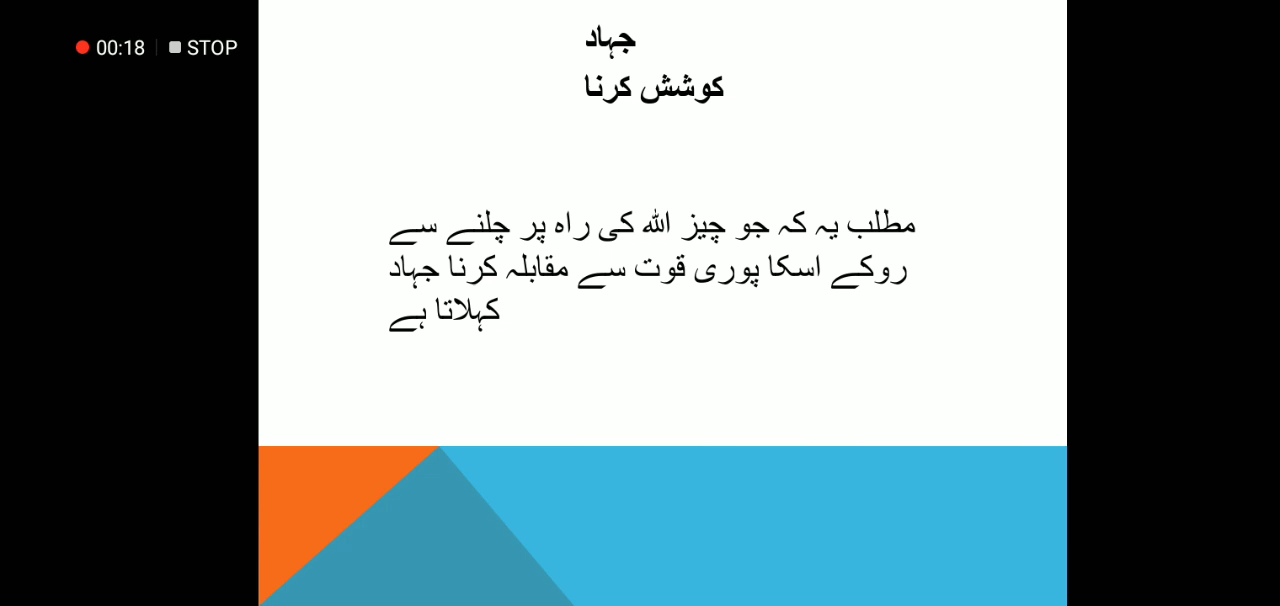 00:18 STOP
جہاد
کوشش کرنا
مطلب یہ کہ جو چیز اللہ کی راہ پر چلنے سے
روکے اسکا پوری قوت سے مقابلہ کرنا جہاد
کہلاتا ہے